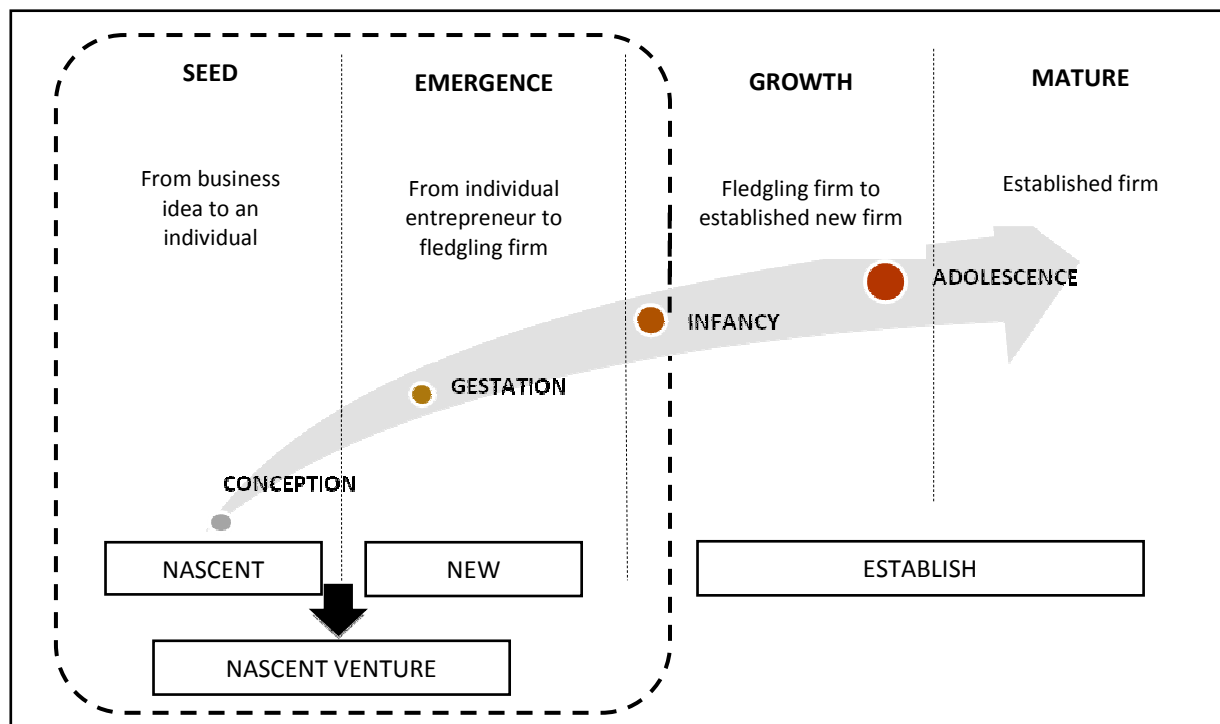 SEED
EMERGENCE
GROWTH
MATURE
From business
idea to an
individual
From individual
entrepreneur to
fledgling firm
Fledgling firm to
established new firm
Established firm
ADOLESCENCE
INFANCY
GESTATION
CONCEPTION
NASCENT
NEW
ESTABLISH
NASCENT VENTURE